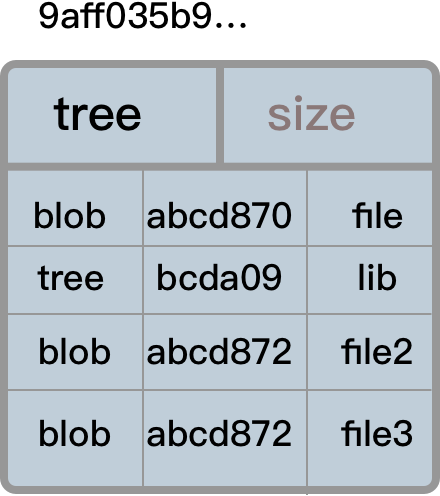 9aff035b9...
tree size
blob abcd870 file
tree bcda09 lib
blob abcd872 file2
blob abcd872 file3